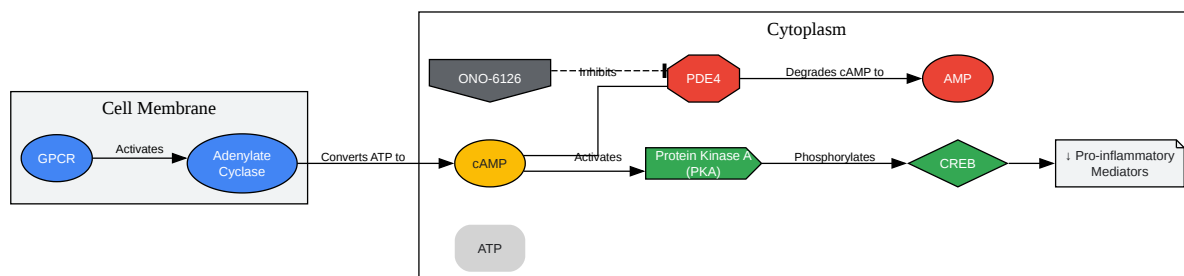 Cytoplasm
ONO-6126
Inhibits
PDE4
Degrades cAMP to
AMP
Cell Membrane
GPCR
Activates
Adenylate
Cyclase
Converts ATP to
cAMP
Activates
Protein Kinase A
(PKA)
Phosphorylates
CREB
↓ Pro-inflammatory
Mediators
ATP